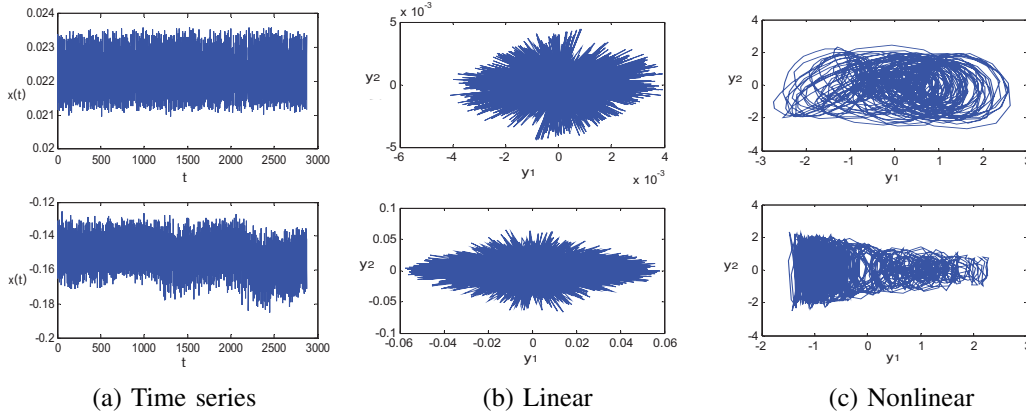 0.024
0.023
0.022
x(t)
0.021
0.02
0 500 1000 1500 2000 2500 3000
t
x 10-3
5
y2
0
-5
-6 -4 -2 0 2 4
y1
x 10-3
4
2
y2
0
-2
-4
-3 -2 -1 0 1 2 3
y1
-0.12
-0.14
x(t)
-0.16
-0.18
-0.2
0 500 1000 1500 2000 2500 3000
t
0.1
0.05
y2
0
-0.05
-0.1
-0.06 -0.04 -0.02 0 0.02 0.04 0.06
y1
4
2
y2
0
-2
-4
-2 -1 0 1 2 3
y1
(a) Time series
(b) Linear
(c) Nonlinear